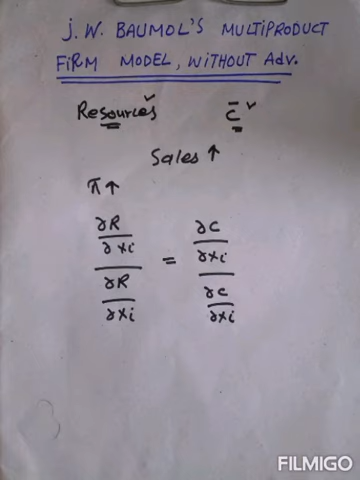 J. W. BAUMOL'S MULTIPRODUCT
FIRM MODEL, WITHOUT Adv.
Resources ✓ C̄ ✓
Sales ↑
π ↑
∂R/∂xi / ∂R/∂xi = ∂C/∂xi / ∂C/∂xi
FILMIGO